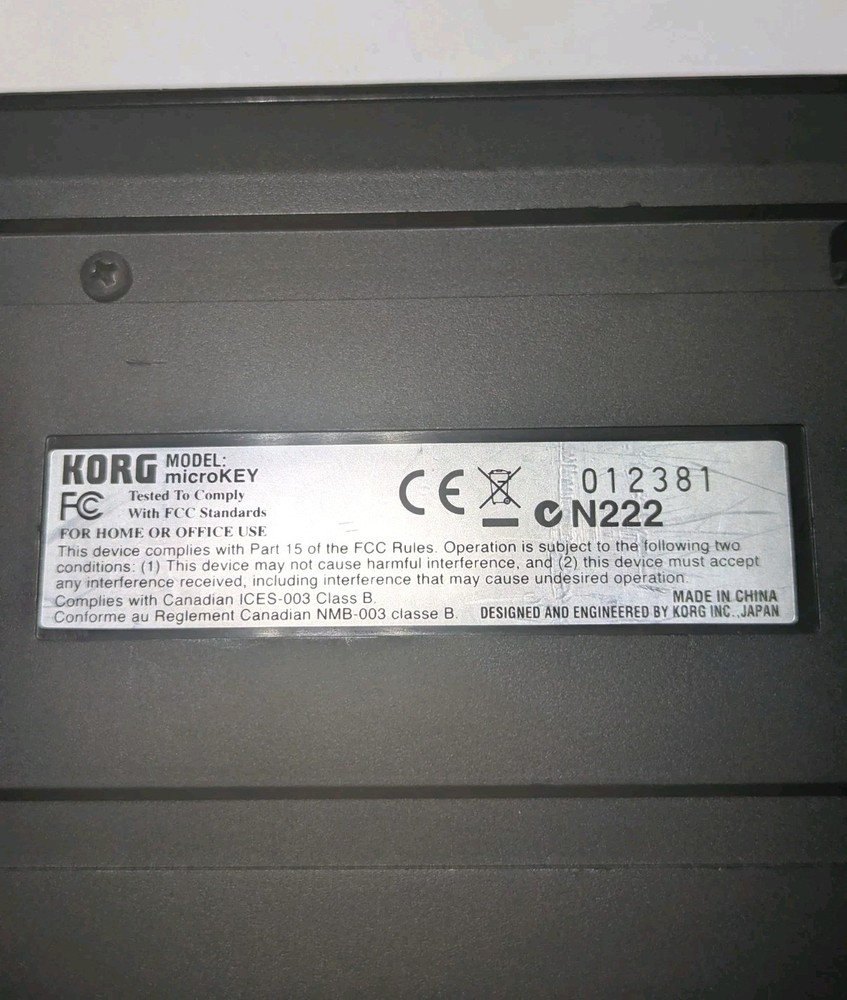 KORG MODEL:
microKEY
FC Tested To Comply
With FCC Standards
FOR HOME OR OFFICE USE
CE 012381
N222
This device complies with Part 15 of the FCC Rules. Operation is subject to the following two
conditions: (1) This device may not cause harmful interference, and (2) this device must accept
any interference received, including interference that may cause undesired operation.
Complies with Canadian ICES-003 Class B.
Conforme au Reglement Canadien NMB-003 classe B.
MADE IN CHINA
DESIGNED AND ENGINEERED BY KORG INC.,JAPAN